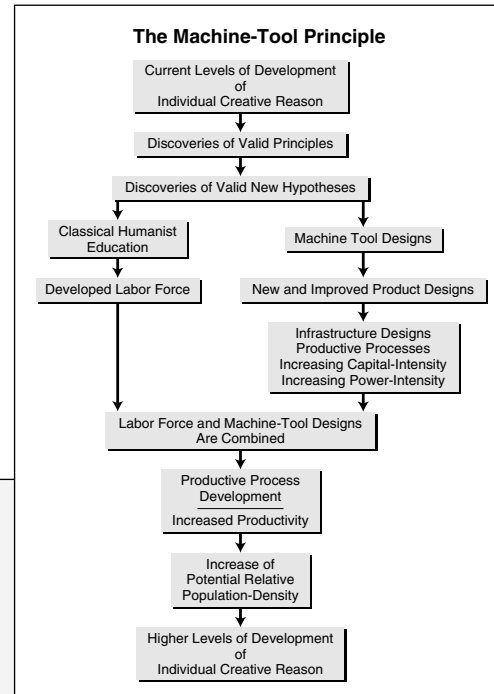 The Machine-Tool Principle
Current Levels of Development
of
Individual Creative Reason
Discoveries of Valid Principles
Discoveries of Valid New Hypotheses
Classical Humanist
Education
Machine Tool Designs
Developed Labor Force
New and Improved Product Designs
Infrastructure Designs
Productive Processes
Increasing Capital-Intensity
Increasing Power-Intensity
Labor Force and Machine-Tool Designs
Are Combined
Productive Process
Development
Increased Productivity
Increase of
Potential Relative
Population-Density
Higher Levels of Development
of
Individual Creative Reason